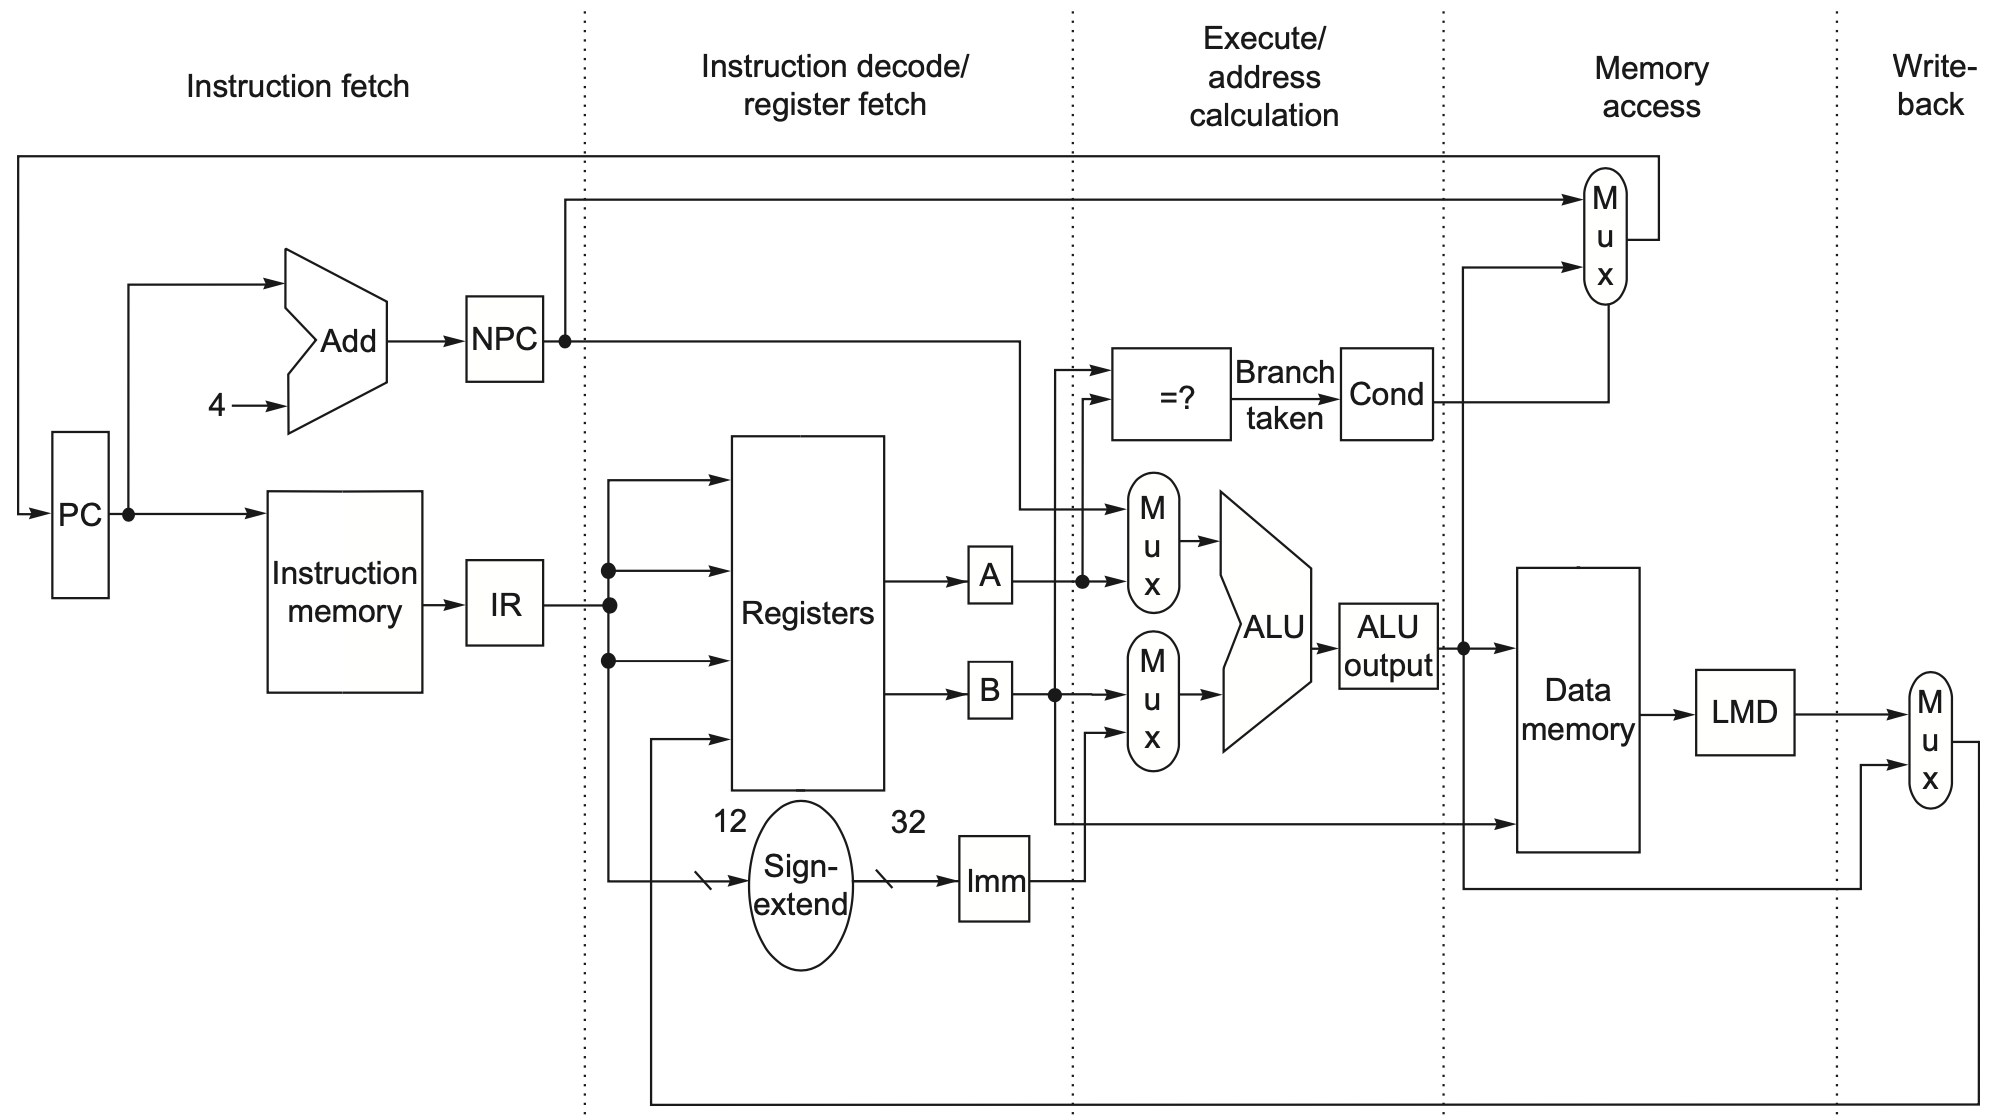 Instruction fetch
Instruction decode/
register fetch
Execute/
address
calculation
Memory
access
Write-
back
M
u
x
Add
NPC
4
=?
Branch
taken
Cond
PC
Instruction
memory
IR
Registers
A
B
M
u
x
M
u
x
ALU
ALU
output
Data
memory
LMD
M
u
x
12
Sign-
extend
32
Imm